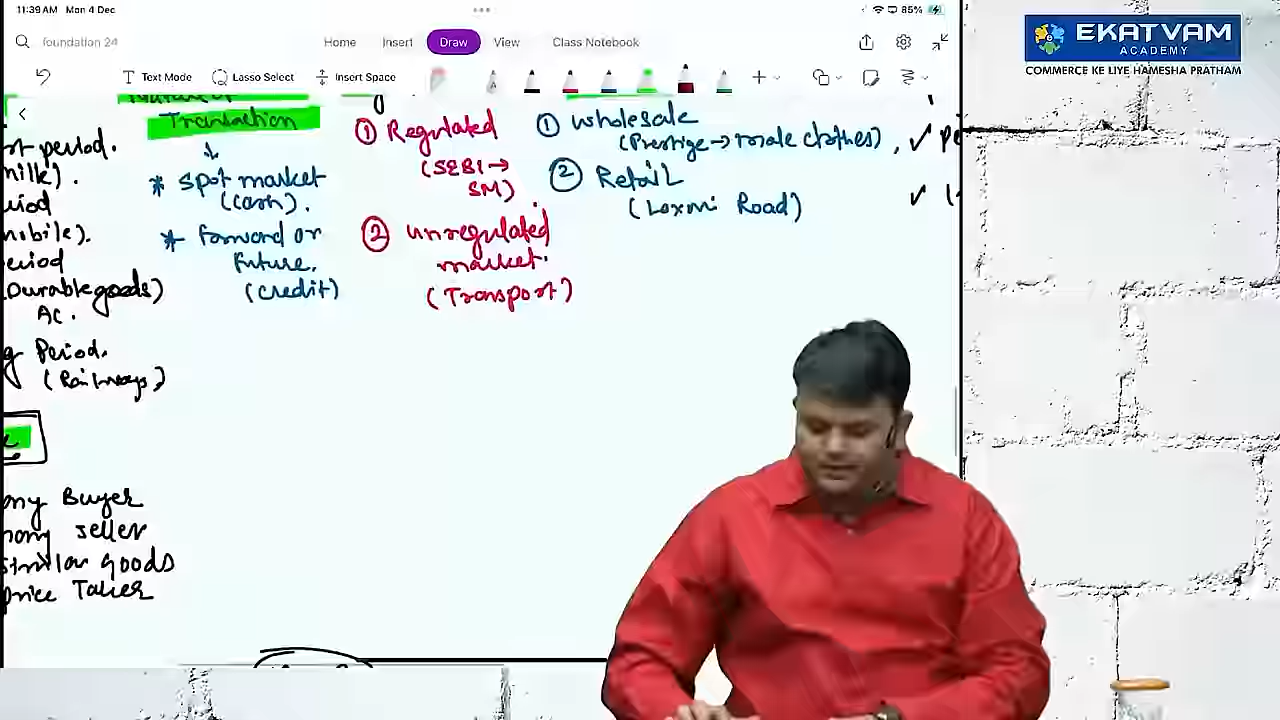 11:39 AM Mon 4 Dec
85%
foundation 24
Home
Insert
Draw
View
Class Notebook
Text Mode
Lasso Select
Insert Space
EKATVAM
ACADEMY
COMMERCE KE LIYE HAMESHA PRATHAM
Transaction
* spot market
(cash).
* forward or
future.
(credit)
① Regulated
(SEBI →
SM)
② unregulated
market.
(Transport)
① wholesale
(Prestige → male clothes)
② Retail
(Laxmi Road)
period.
(Durable goods)
AC.
Period.
(Railways)
Buyer
seller
similar goods
price Taker